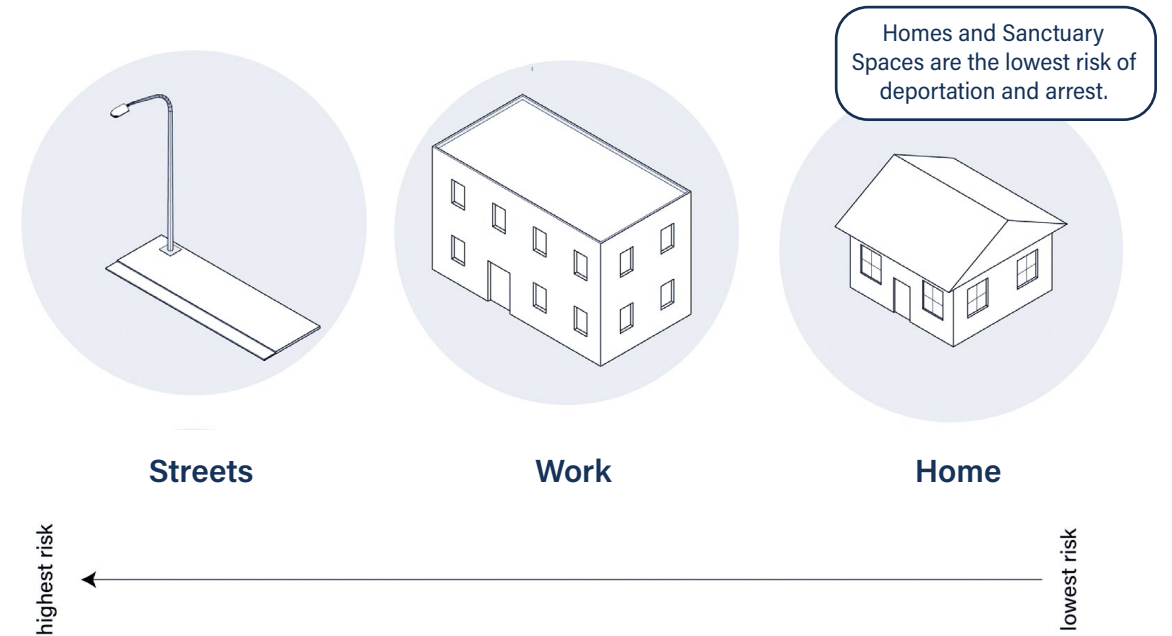 Homes and Sanctuary
Spaces are the lowest risk of
deportation and arrest.
Streets
Work
Home
highest risk
lowest risk